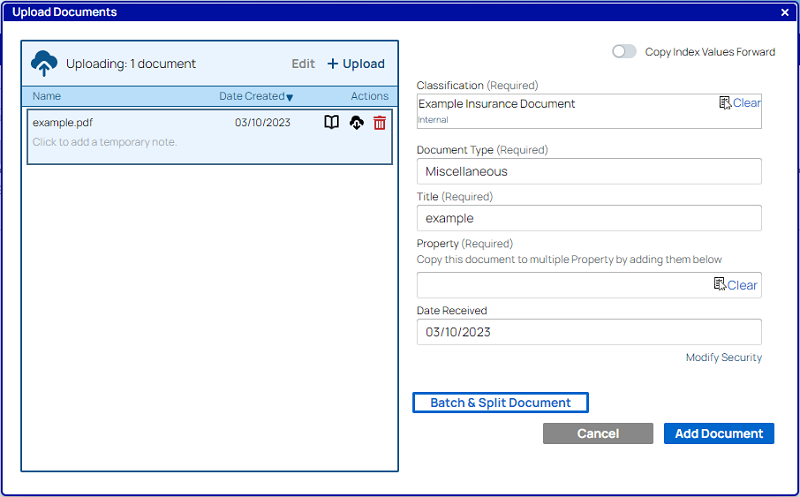 Upload Documents
Uploading: 1 document Edit + Upload
Name Date Created Actions
example.pdf 03/10/2023
Click to add a temporary note.
Copy Index Values Forward
Classification (Required)
Example Insurance Document Clear
Internal
Document Type (Required)
Miscellaneous
Title (Required)
example
Property (Required)
Copy this document to multiple Property by adding them below
Clear
Date Received
03/10/2023
Modify Security
Batch & Split Document
Cancel Add Document